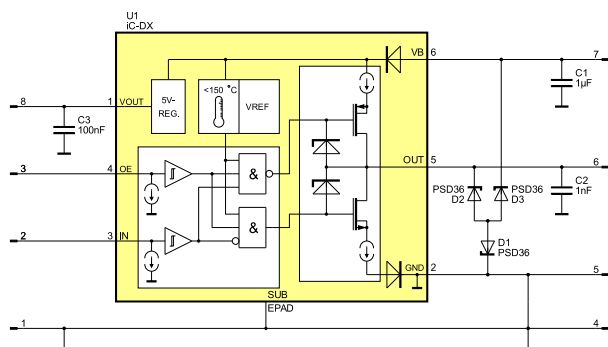 U1
iC-DX
VB 6 7
<150 °C
C1
1µF
8 1 VOUT
5V-
REG.
VREF
C3
100nF
OUT 5 6
3 4 OE
&
PSD36
D2
PSD36
D3
C2
1nF
&
2 3 IN
D1
PSD36
GND 2 5
SUB
EPAD
1 4